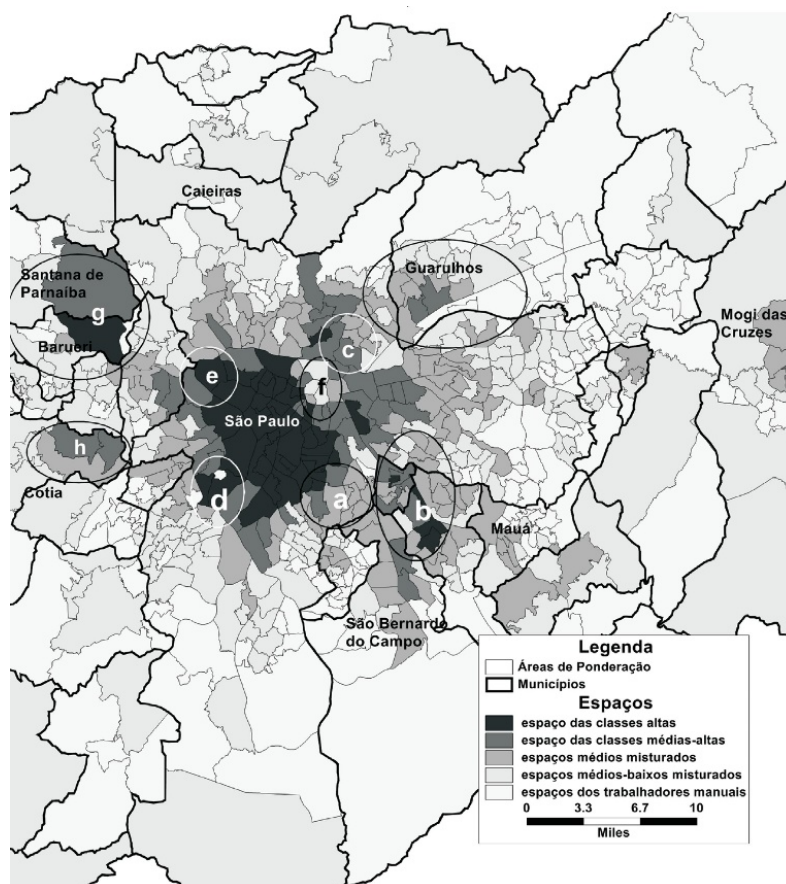 Caieiras
Guarulhos
Santana de
Parnaíba
g
Barueri
Mogi das
Cruzes
c
e
f
São Paulo
h
Cotia
d
a
b
Mauá
São Bernardo
do Campo
Legenda
Áreas de Ponderação
Municípios
Espaços
espaço das classes altas
espaço das classes médias-altas
espaços médios misturados
espaços médios-baixos misturados
espaços dos trabalhadores manuais
0 3.3 6.7 10
Miles